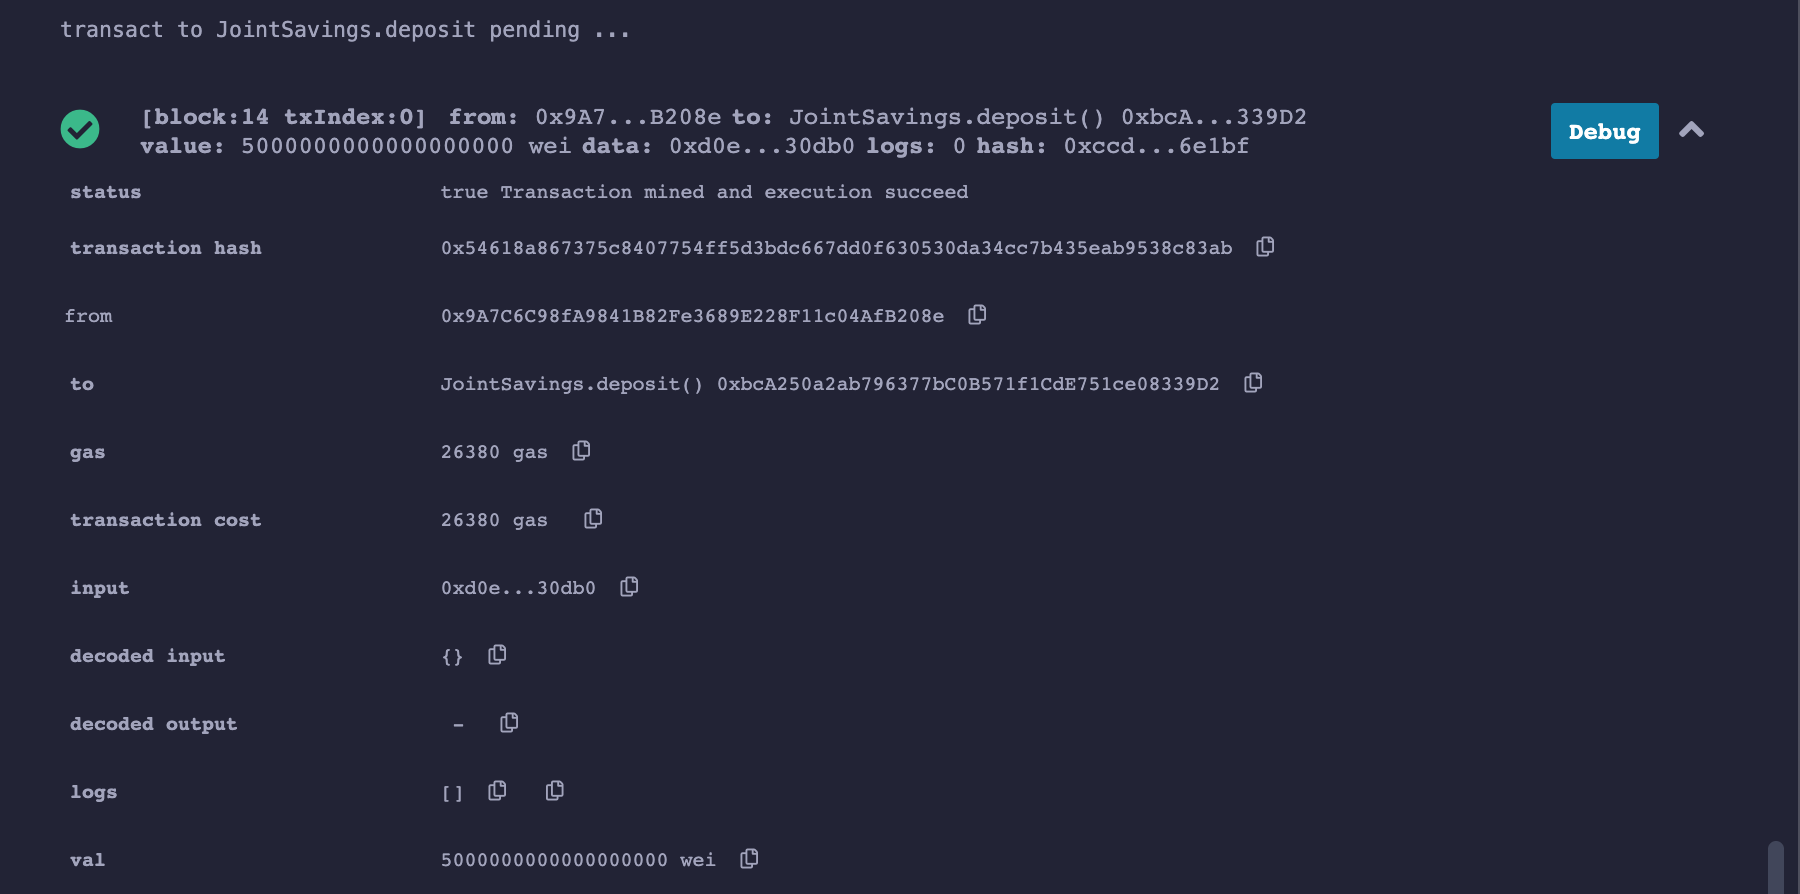 transact to JointSavings.deposit pending ...
[block:14 txIndex:0] from: 0x9A7...B208e to: JointSavings.deposit() 0xbcA...339D2
value: 5000000000000000000 wei data: 0xd0e...30db0 logs: 0 hash: 0xccd...6e1bf
Debug
status true Transaction mined and execution succeed
transaction hash 0x54618a867375c8407754ff5d3bdc667dd0f630530da34cc7b435eab9538c83ab
from 0x9A7C6C98fA9841B82Fe3689E228F11c04AfB208e
to JointSavings.deposit() 0xbcA250a2ab796377bC0B571f1CdE751ce08339D2
gas 26380 gas
transaction cost 26380 gas
input 0xd0e...30db0
decoded input {}
decoded output -
logs []
val 5000000000000000000 wei